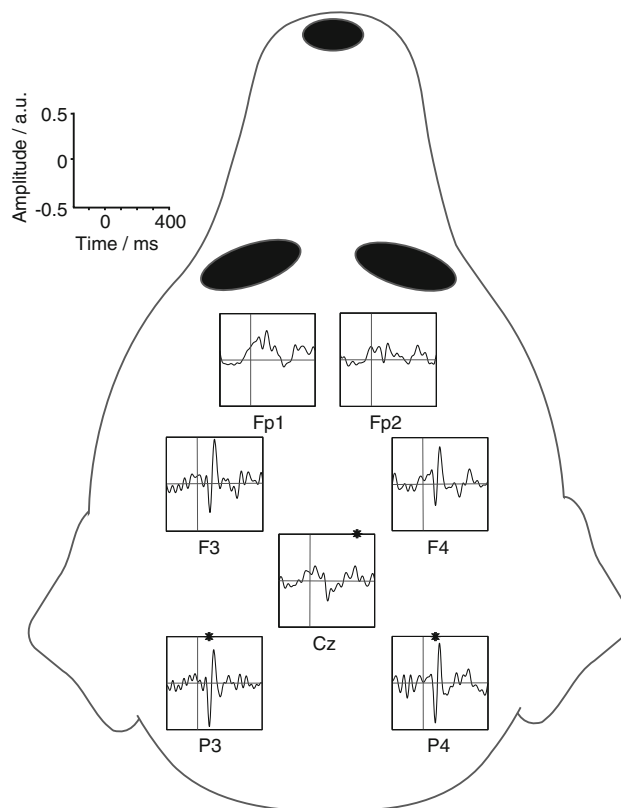 Amplitude / a.u.
0.5
0
-0.5
0 400
Time / ms
Fp1 Fp2
F3 F4
*
Cz
* *
P3 P4